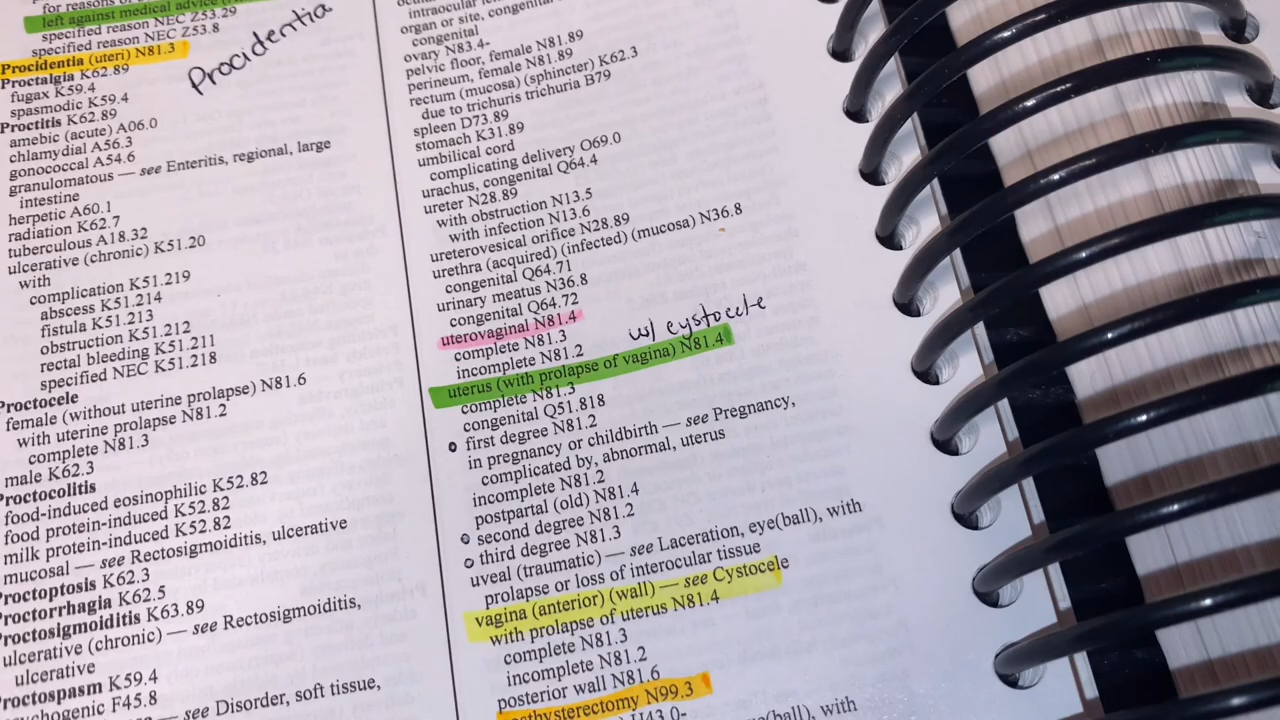 for reasons
left against medical advice
specified reason NEC Z53.29
specified reason NEC Z53.8
Procidentia (uteri) N81.3
Procidentia
Proctalgia K62.89
fugax K59.4
spasmodic K59.4
Proctitis K62.89
amebic (acute) A06.0
chlamydial A56.3
gonococcal A54.6
granulomatous — see Enteritis, regional, large
intestine
herpetic A60.1
radiation K62.7
tuberculous A18.32
ulcerative (chronic) K51.20
with
complication K51.219
abscess K51.214
fistula K51.213
obstruction K51.212
rectal bleeding K51.211
specified NEC K51.218
Proctocele
female (without uterine prolapse) N81.6
with uterine prolapse N81.2
complete N81.3
male K62.3
Proctocolitis
food-induced eosinophilic K52.82
food protein-induced K52.82
milk protein-induced K52.82
mucosal — see Rectosigmoiditis, ulcerative
Proctoptosis K62.3
Proctorrhagia K62.5
Proctosigmoiditis K63.89
ulcerative (chronic) — see Rectosigmoiditis,
ulcerative
Proctospasm K59.4
psychogenic F45.8
see Disorder, soft tissue,
intraocular
organ or site, congenital
congenital
ovary N83.4-
pelvic floor, female N81.89
perineum, female N81.89
rectum (mucosa) (sphincter) K62.3
due to trichuris trichuria B79
spleen D73.89
stomach K31.89
umbilical cord
complicating delivery O69.0
urachus, congenital Q64.4
ureter N28.89
with obstruction N13.5
with infection N13.6
ureterovesical orifice N28.89
urethra (acquired) (infected) (mucosa) N36.8
congenital Q64.71
urinary meatus N36.8
congenital Q64.72
uterovaginal N81.4
complete N81.3
incomplete N81.2
w/ cystocele
uterus (with prolapse of vagina) N81.4
complete N81.3
congenital Q51.818
first degree N81.2
in pregnancy or childbirth — see Pregnancy,
complicated by, abnormal, uterus
incomplete N81.2
postpartal (old) N81.4
second degree N81.2
third degree N81.3
uveal (traumatic) — see Laceration, eye(ball), with
prolapse or loss of interocular tissue
vagina (anterior) (wall) — see Cystocele
with prolapse of uterus N81.4
complete N81.3
incomplete N81.2
posterior wall N81.6
posthysterectomy N99.3
H43.0-
eye(ball), with